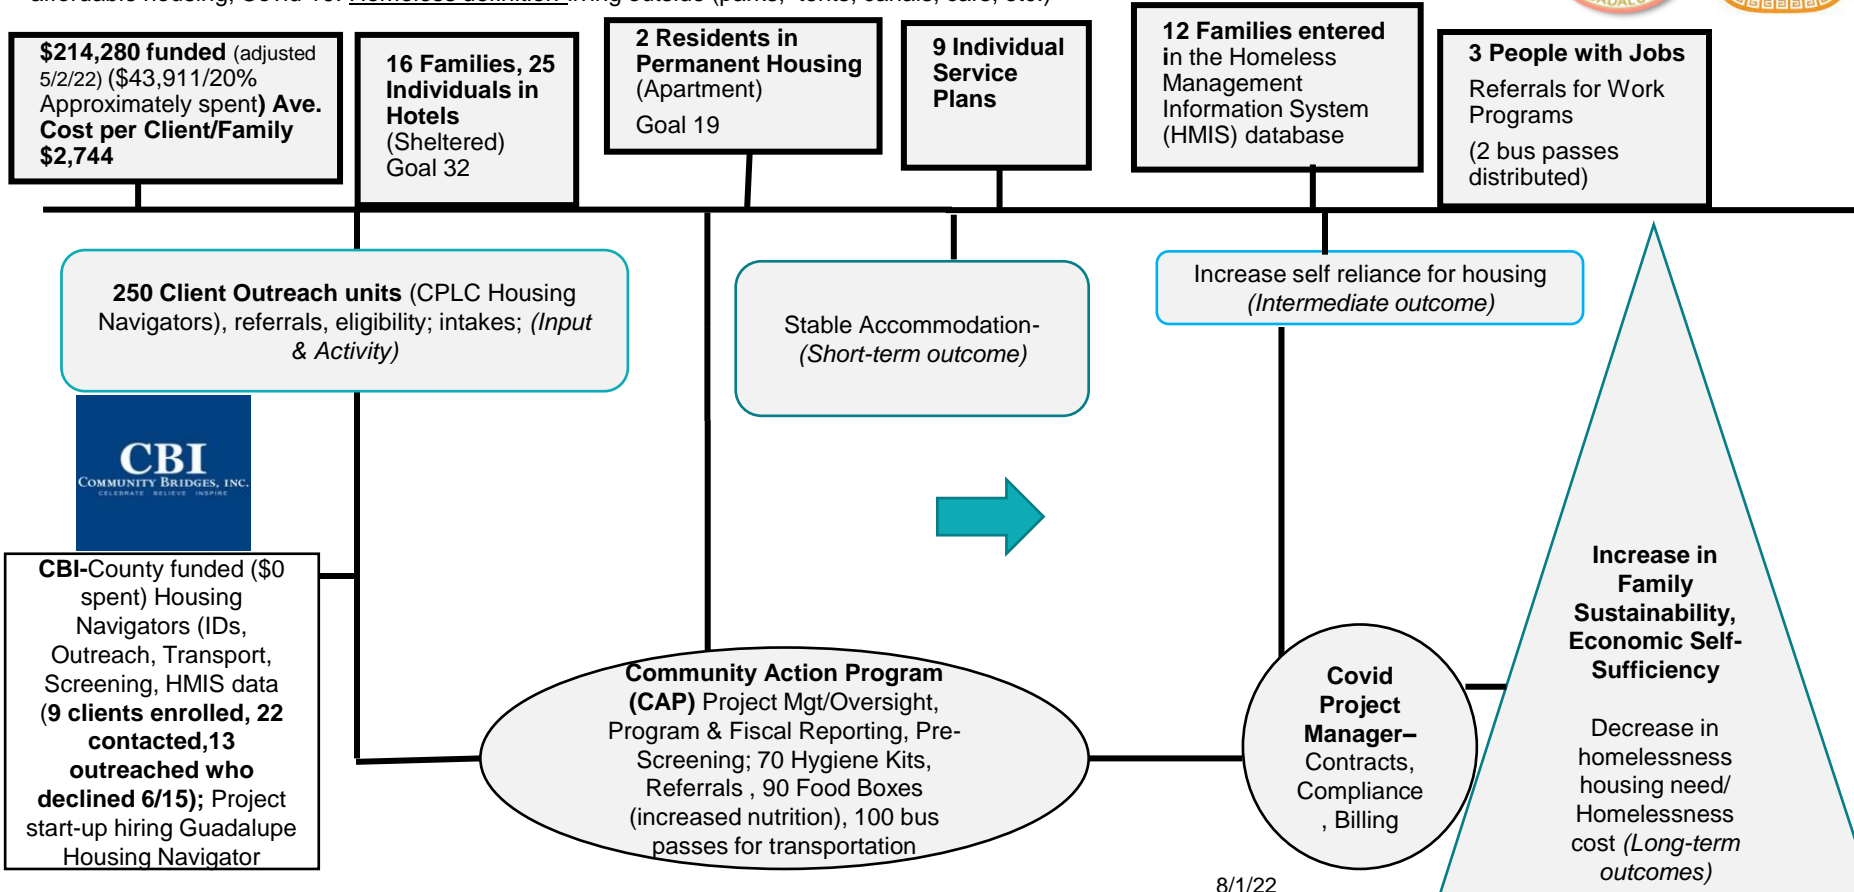 $214,280 funded (adjusted
5/2/22) ($43,911/20%
Approximately spent) Ave.
Cost per Client/Family
$2,744
16 Families, 25
Individuals in
Hotels
(Sheltered)
Goal 32
2 Residents in
Permanent Housing
(Apartment)
Goal 19
9 Individual
Service
Plans
12 Families entered
in the Homeless
Management
Information System
(HMIS) database
3 People with Jobs
Referrals for Work
Programs
(2 bus passes
distributed)
250 Client Outreach units (CPLC Housing
Navigators), referrals, eligibility; intakes; (Input
& Activity)
Stable Accommodation-
(Short-term outcome)
Increase self reliance for housing
(Intermediate outcome)
CBI
COMMUNITY BRIDGES, INC.
CELEBRATE BELIEVE INSPIRE
CBI-County funded ($0
spent) Housing
Navigators (IDs,
Outreach, Transport,
Screening, HMIS data
(9 clients enrolled, 22
contacted,13
outreached who
declined 6/15); Project
start-up hiring Guadalupe
Housing Navigator
Community Action Program
(CAP) Project Mgt/Oversight,
Program & Fiscal Reporting, Pre-
Screening; 70 Hygiene Kits,
Referrals , 90 Food Boxes
(increased nutrition), 100 bus
passes for transportation
Covid
Project
Manager–
Contracts,
Compliance
, Billing
Increase in
Family
Sustainability,
Economic Self-
Sufficiency
Decrease in
homelessness
housing need/
Homelessness
cost (Long-term
outcomes)
8/1/22